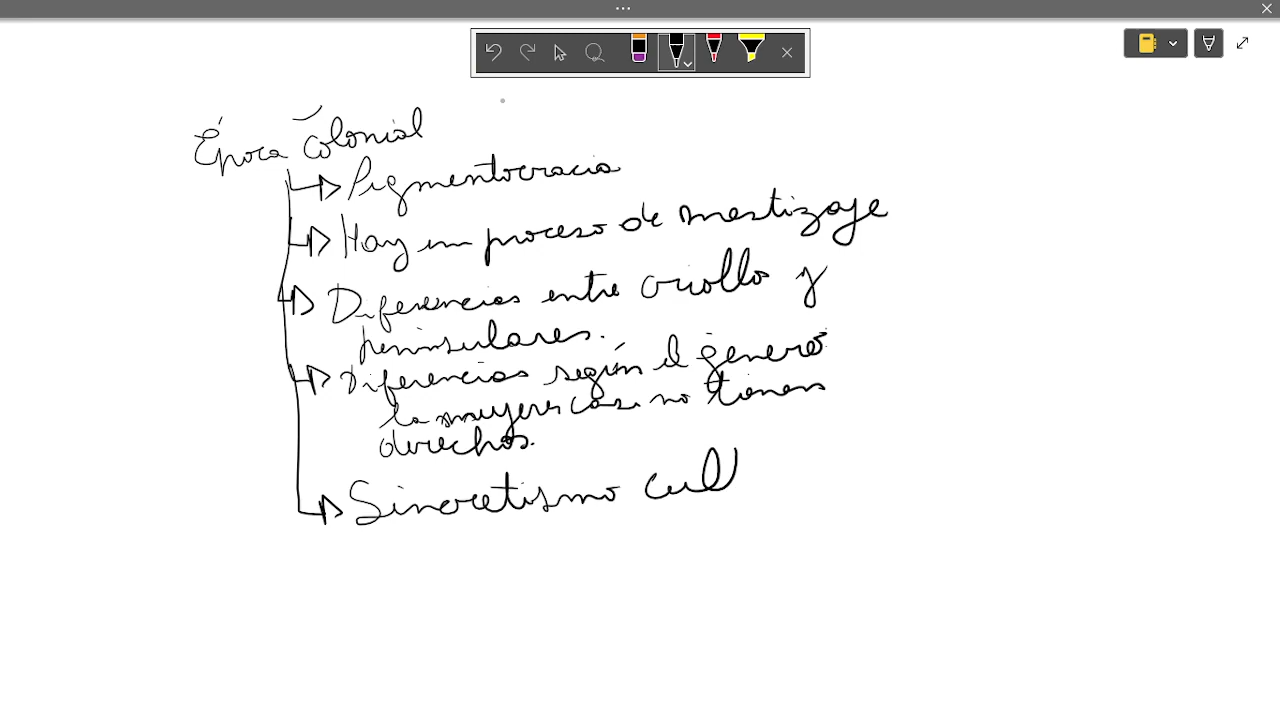 Época Colonial
Pigmentocracia
Hay un proceso de mestizaje
Diferencias entre criollo y
peninsulares.
Diferencias según el género
la mujeres casi no tienen
derechos.
Sincretismo cul